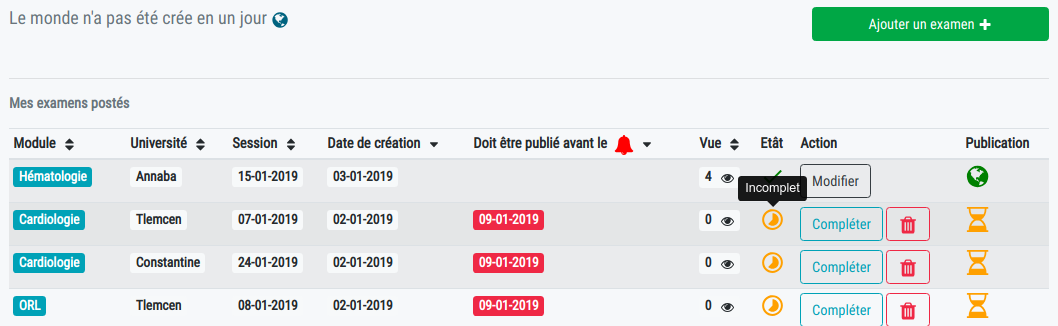 Le monde n'a pas été crée en un jour
Ajouter un examen
Mes examens postés
Module Université Session Date de création Doit être publié avant le Vue Etât Action Publication
Hématologie Annaba 15-01-2019 03-01-2019 4 Modifier
Incomplet
Cardiologie Tlemcen 07-01-2019 02-01-2019 09-01-2019 0 Compléter
Cardiologie Constantine 24-01-2019 02-01-2019 09-01-2019 0 Compléter
ORL Tlemcen 08-01-2019 02-01-2019 09-01-2019 0 Compléter